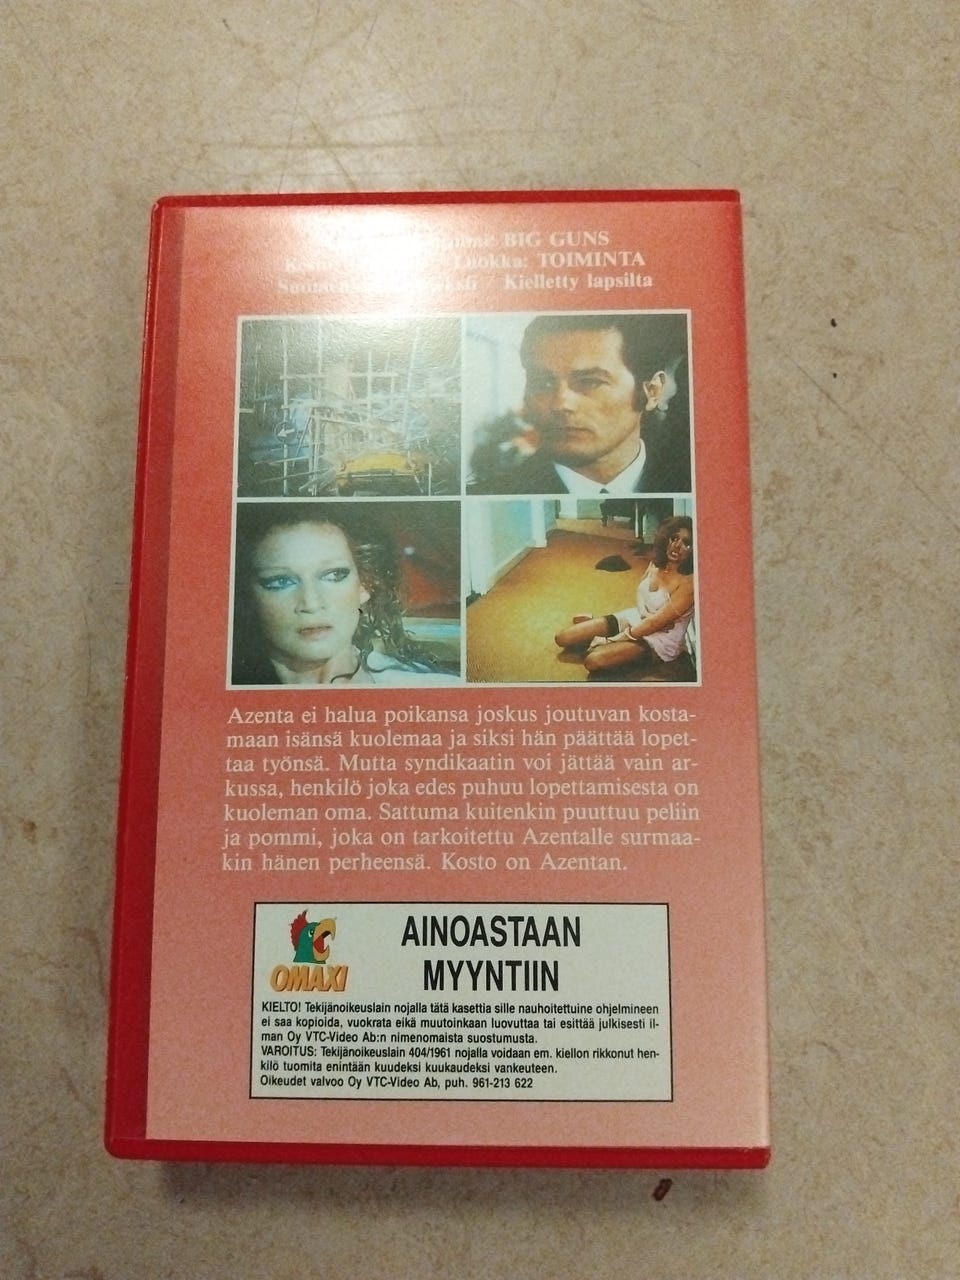 BIG GUNS
Luokka: TOIMINTA
/ Kielletty lapsilta
Azenta ei halua poikansa joskus joutuvan kosta-
maan isänsä kuolemaa ja siksi hän päättää lopet-
taa työnsä. Mutta syndikaatin voi jättää vain ar-
kussa, henkilö joka edes puhuu lopettamisesta on
kuoleman oma. Sattuma kuitenkin puuttuu peliin
ja pommi, joka on tarkoitettu Azentalle surmaa-
kin hänen perheensä. Kosto on Azentan.
OMAXI
AINOASTAAN
MYYNTIIN
KIELTO! Tekijänoikeuslain nojalla tätä kasettia sille nauhoitettuine ohjelmineen
ei saa kopioida, vuokrata eikä muutoinkaan luovuttaa tai esittää julkisesti il-
man Oy VTC-Video Ab:n nimenomaista suostumusta.
VAROITUS: Tekijänoikeuslain 404/1961 nojalla voidaan em. kiellon rikkonut hen-
kilö tuomita enintään kuudeksi kuukaudeksi vankeuteen.
Oikeudet valvoo Oy VTC-Video Ab, puh. 961-213 622